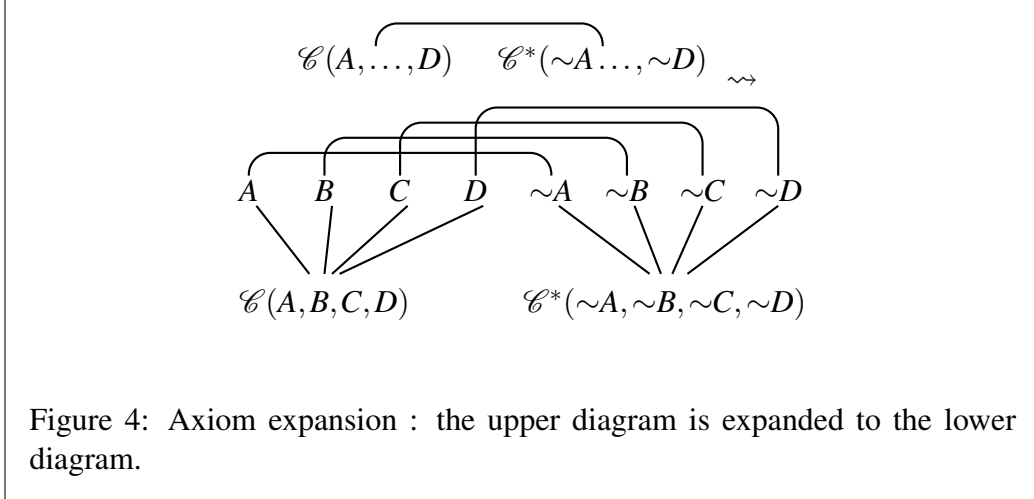 𝒞(A,…,D) 𝒞*(∼A…,∼D)
⇝
A B C D ∼A ∼B ∼C ∼D
𝒞(A,B,C,D) 𝒞*(∼A,∼B,∼C,∼D)
Figure 4: Axiom expansion : the upper diagram is expanded to the lower
diagram.